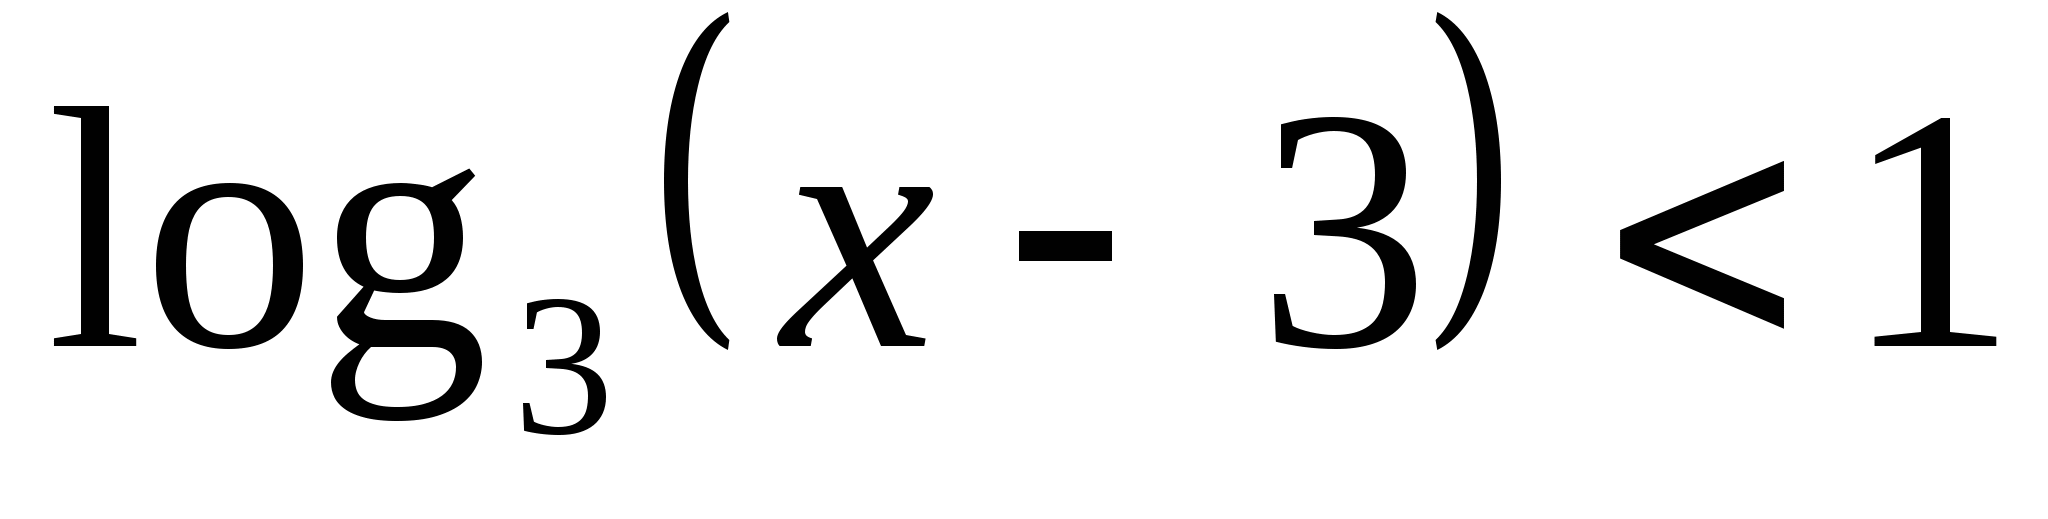 log₃ (x - 3) < 1